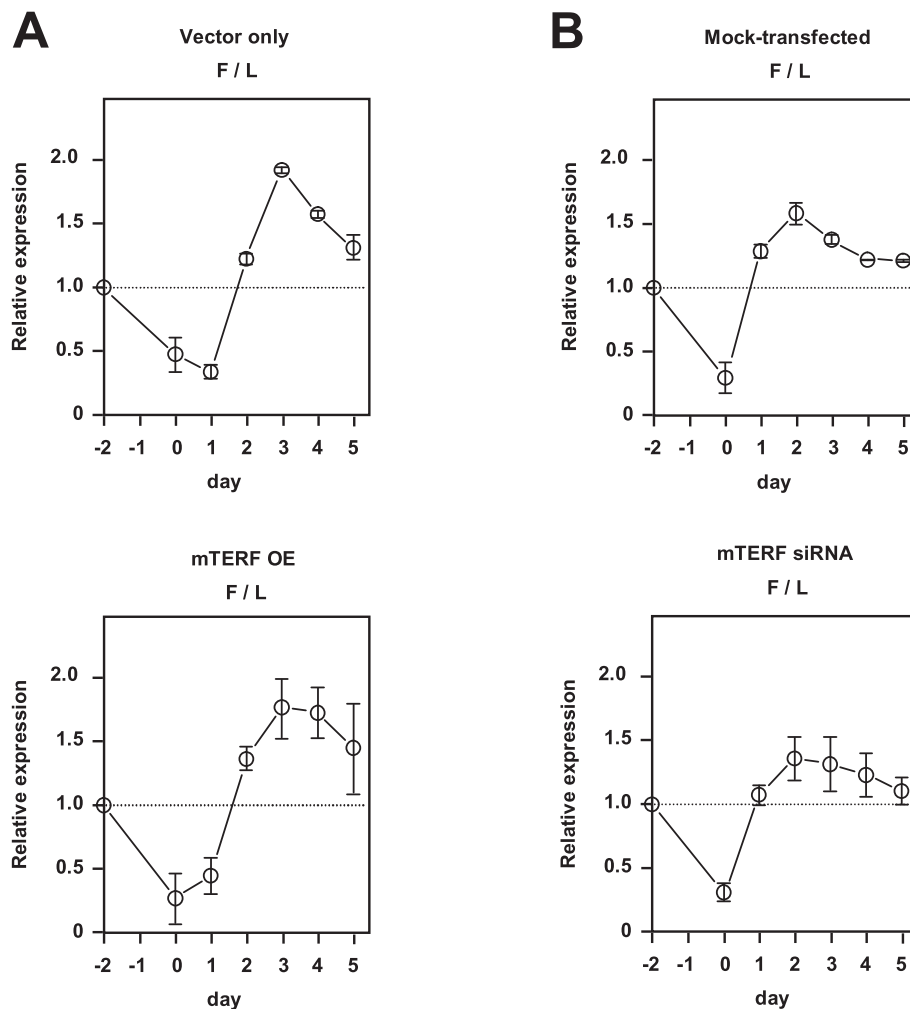 A
Vector only
F / L
Relative expression
2.0
1.5
1.0
0.5
0
-2 -1 0 1 2 3 4 5
day
B
Mock-transfected
F / L
Relative expression
2.0
1.5
1.0
0.5
0
-2 -1 0 1 2 3 4 5
day
mTERF OE
F / L
Relative expression
2.0
1.5
1.0
0.5
0
-2 -1 0 1 2 3 4 5
day
mTERF siRNA
F / L
Relative expression
2.0
1.5
1.0
0.5
0
-2 -1 0 1 2 3 4 5
day